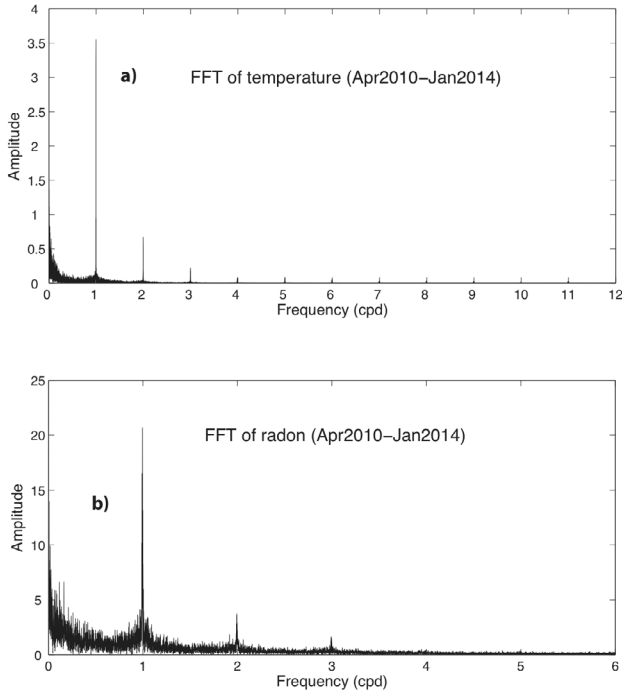 4
3.5
3
2.5
2
1.5
1
0.5
0
Amplitude
a)
FFT of temperature (Apr2010–Jan2014)
0 1 2 3 4 5 6 7 8 9 10 11 12
Frequency (cpd)
25
20
15
10
5
0
Amplitude
FFT of radon (Apr2010–Jan2014)
b)
0 1 2 3 4 5 6
Frequency (cpd)